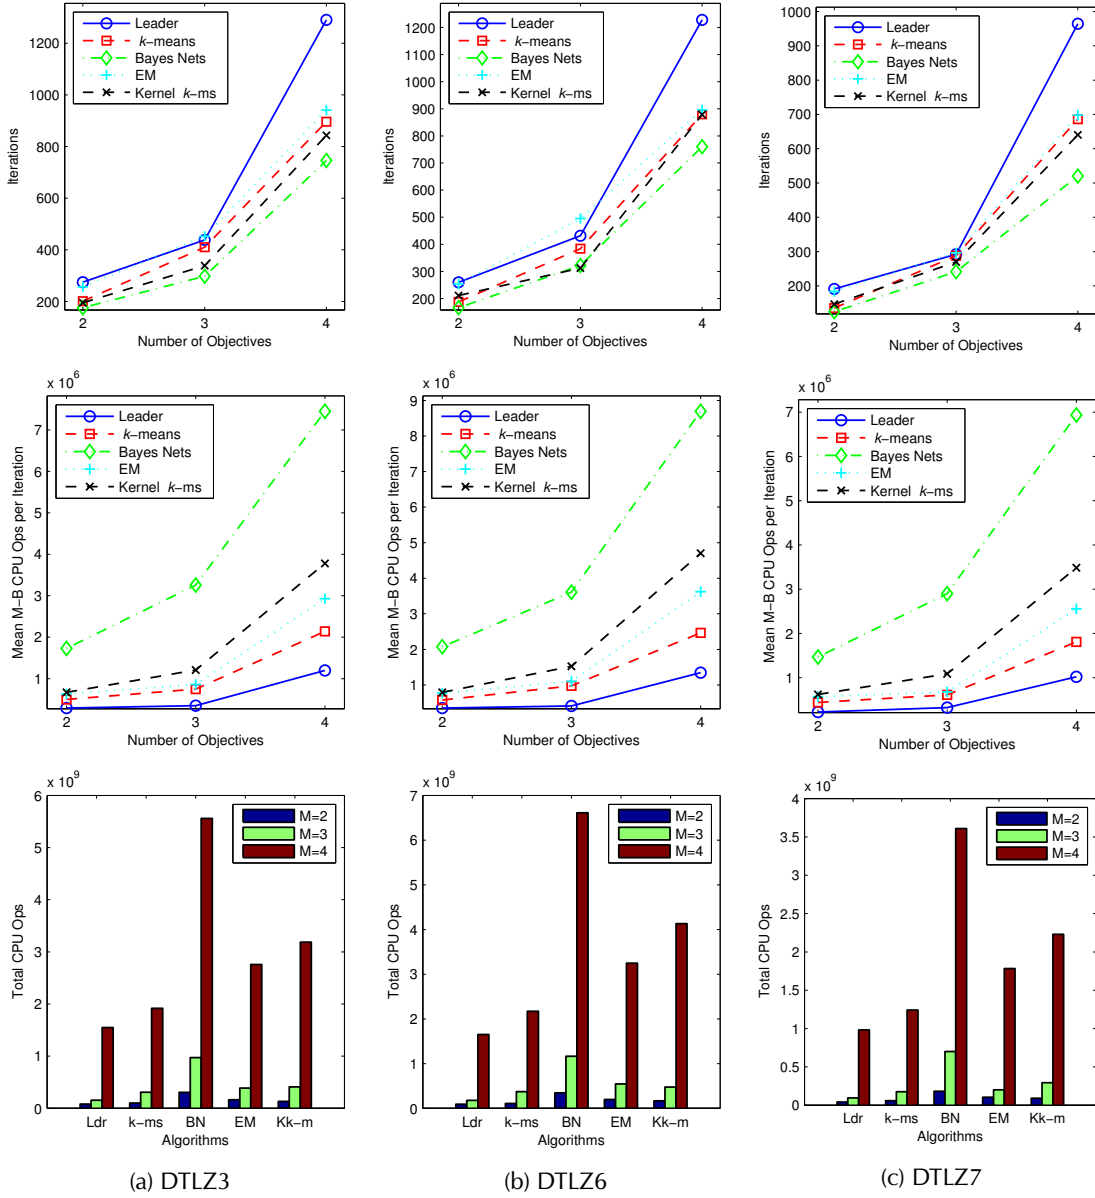 1200
1000
800
600
400
200
2
3
4
Iterations
Number of Objectives
Leader
k−means
Bayes Nets
EM
Kernel k−ms
1200
1100
1000
900
800
700
600
500
400
300
200
2
3
4
Iterations
Number of Objectives
Leader
k−means
Bayes Nets
EM
Kernel k−ms
1000
900
800
700
600
500
400
300
200
2
3
4
Iterations
Number of Objectives
Leader
k−means
Bayes Nets
EM
Kernel k−ms
x 10^6
7
6
5
4
3
2
1
2
3
4
Mean M−B CPU Ops per Iteration
Number of Objectives
Leader
k−means
Bayes Nets
EM
Kernel k−ms
x 10^6
9
8
7
6
5
4
3
2
1
2
3
4
Mean M−B CPU Ops per Iteration
Number of Objectives
Leader
k−means
Bayes Nets
EM
Kernel k−ms
x 10^6
7
6
5
4
3
2
1
2
3
4
Mean M−B CPU Ops per Iteration
Number of Objectives
Leader
k−means
Bayes Nets
EM
Kernel k−ms
x 10^9
6
5
4
3
2
1
0
Total CPU Ops
M=2
M=3
M=4
Ldr k−ms BN EM Kk−m
Algorithms
x 10^9
7
6
5
4
3
2
1
0
Total CPU Ops
M=2
M=3
M=4
Ldr k−ms BN EM Kk−m
Algorithms
x 10^9
4
3.5
3
2.5
2
1.5
1
0.5
0
Total CPU Ops
M=2
M=3
M=4
Ldr k−ms BN EM Kk−m
Algorithms
(a) DTLZ3
(b) DTLZ6
(c) DTLZ7